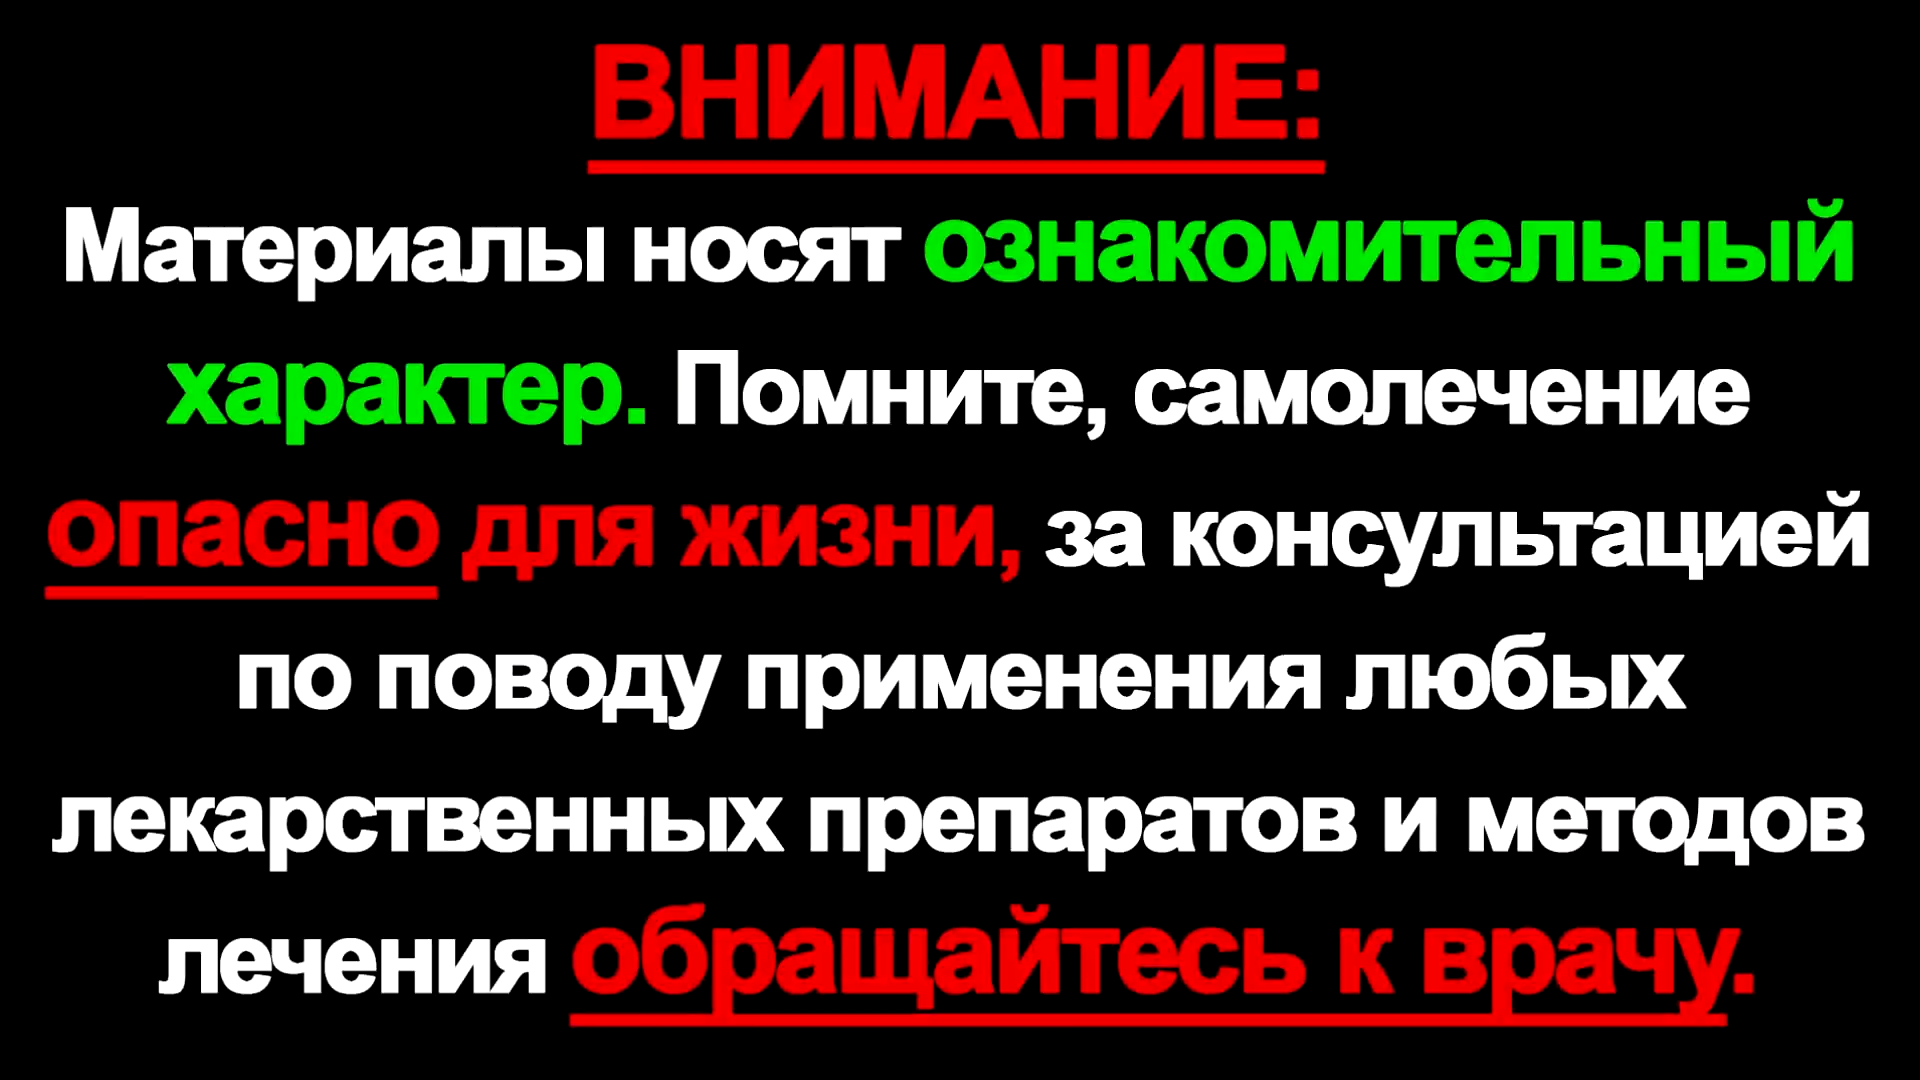 ВНИМАНИЕ:
Материалы носят ознакомительный
характер. Помните, самолечение
опасно для жизни, за консультацией
по поводу применения любых
лекарственных препаратов и методов
лечения обращайтесь к врачу.